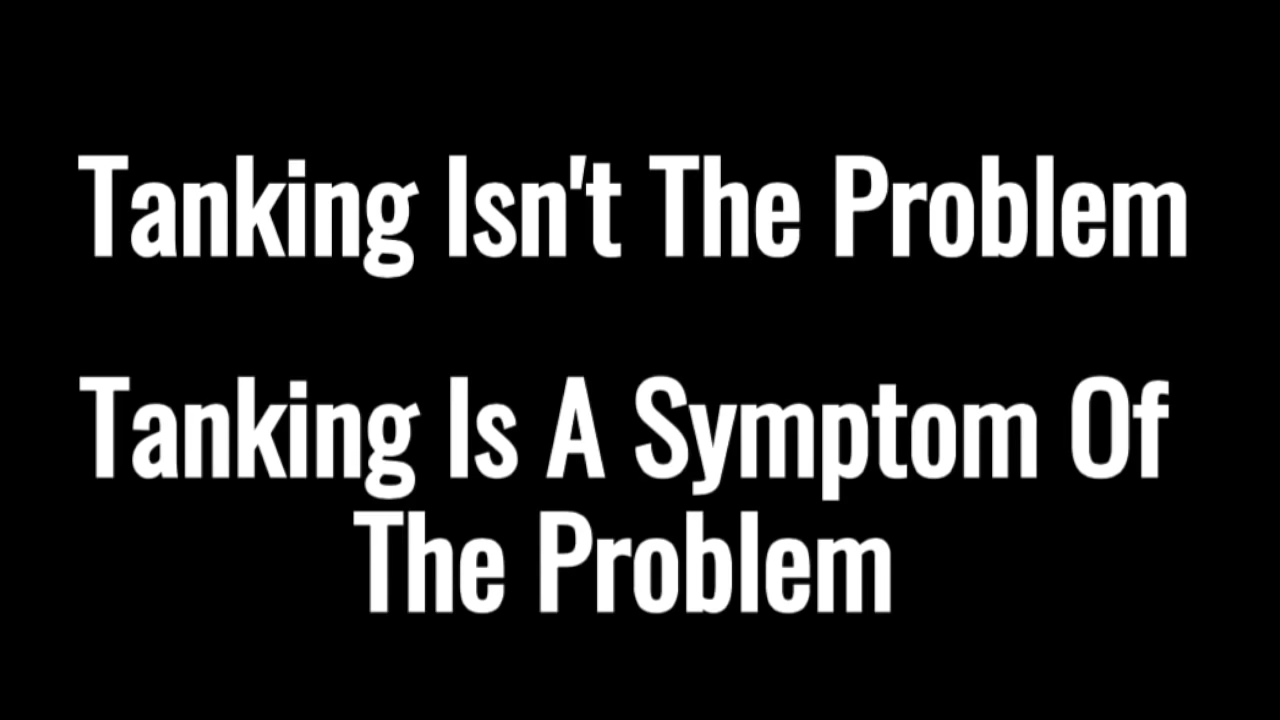 Tanking Isn't The Problem
Tanking Is A Symptom Of
The Problem